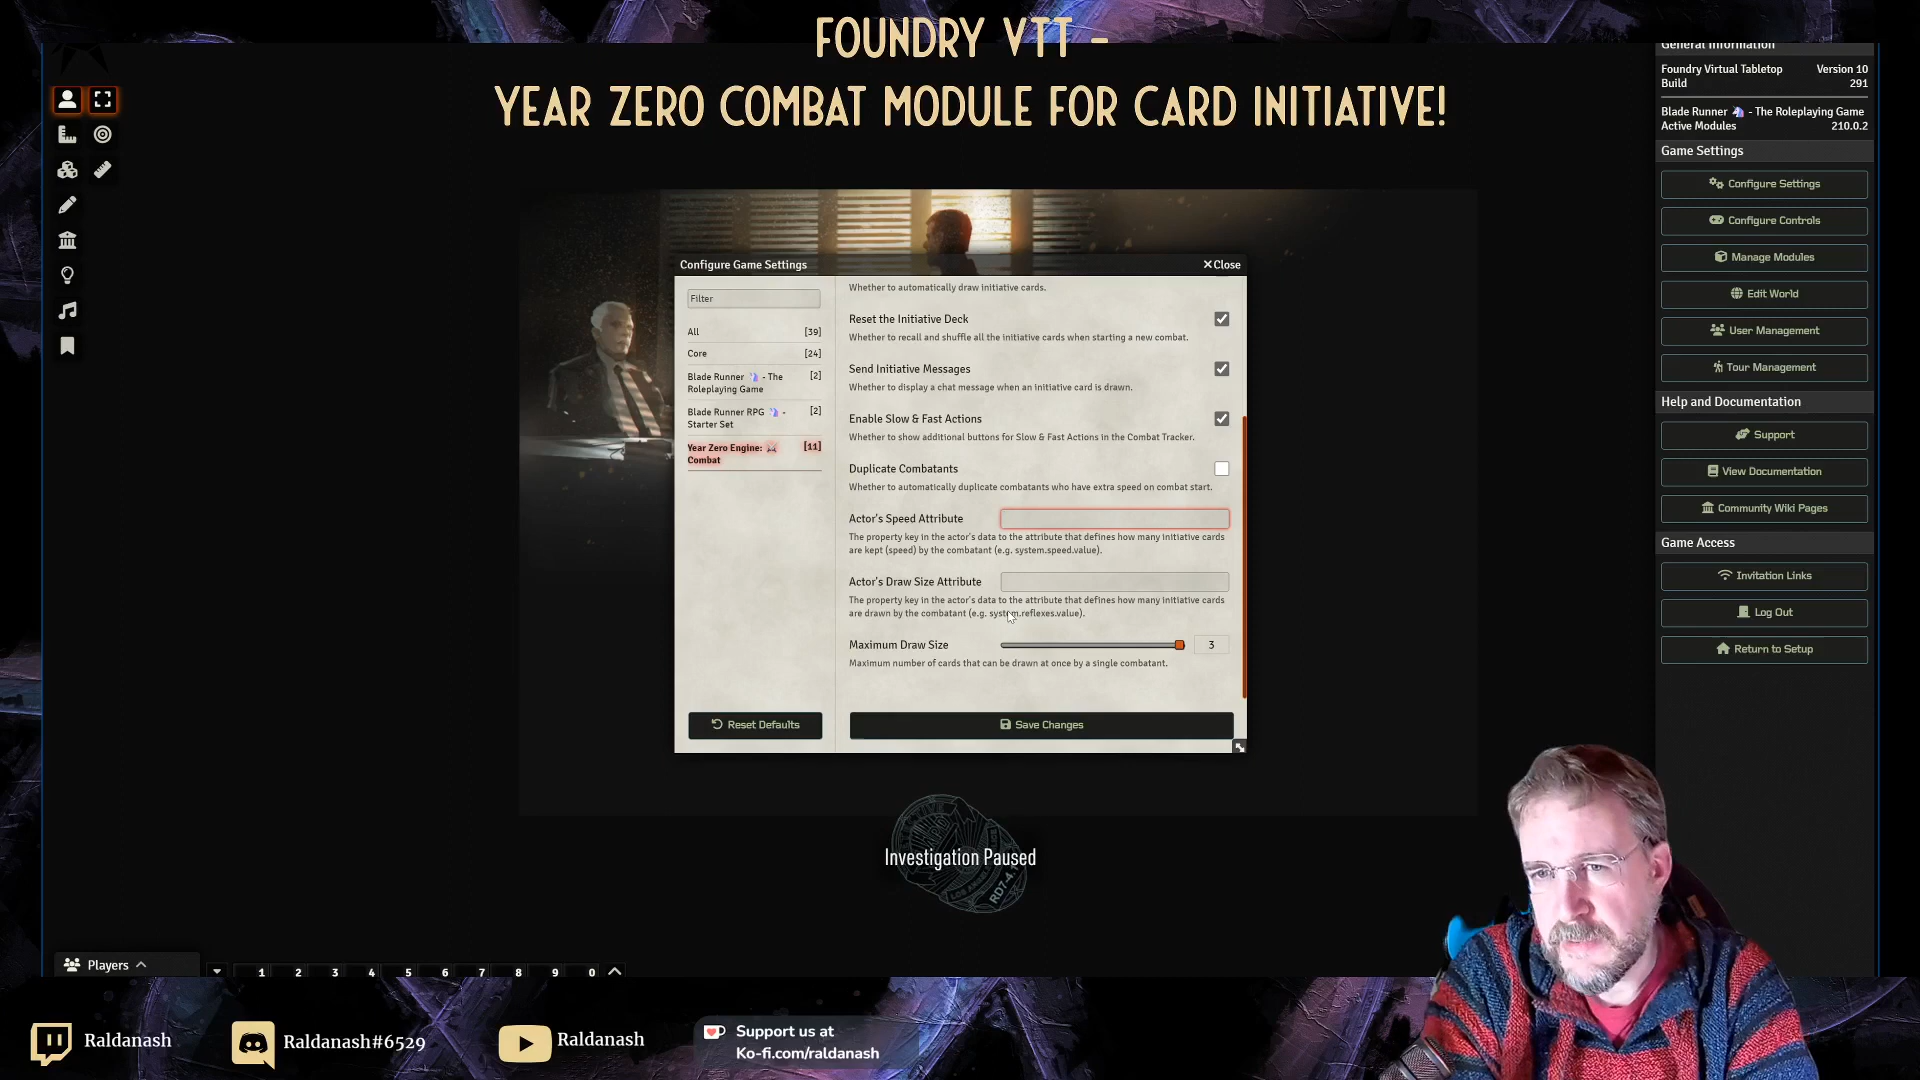 FOUNDRY VTT -
YEAR ZERO COMBAT MODULE FOR CARD INITIATIVE!
General Information
Foundry Virtual Tabletop Version 10
Build 291
Blade Runner - The Roleplaying Game
Active Modules 210.0.2
Game Settings
Configure Settings
Configure Controls
Manage Modules
Edit World
User Management
Tour Management
Help and Documentation
Support
View Documentation
Community Wiki Pages
Game Access
Invitation Links
Log Out
Return to Setup
Configure Game Settings
Close
Filter
All [39]
Core [24]
Blade Runner - The [2]
Roleplaying Game
Blade Runner RPG - [2]
Starter Set
Year Zero Engine: [11]
Combat
Reset Defaults
Whether to automatically draw initiative cards.
Reset the Initiative Deck
Whether to recall and shuffle all the initiative cards when starting a new combat.
Send Initiative Messages
Whether to display a chat message when an initiative card is drawn.
Enable Slow & Fast Actions
Whether to show additional buttons for Slow & Fast Actions in the Combat Tracker.
Duplicate Combatants
Whether to automatically duplicate combatants who have extra speed on combat start.
Actor's Speed Attribute
The property key in the actor's data to the attribute that defines how many initiative cards
are kept (speed) by the combatant (e.g. system.speed.value).
Actor's Draw Size Attribute
The property key in the actor's data to the attribute that defines how many initiative cards
are drawn by the combatant (e.g. system.reflexes.value).
Maximum Draw Size 3
Maximum number of cards that can be drawn at once by a single combatant.
Save Changes
Investigation Paused
Players
1 2 3 4 5 6 7 8 9 0
Raldanash
Raldanash#6529
Raldanash
Support us at
Ko-fi.com/raldanash